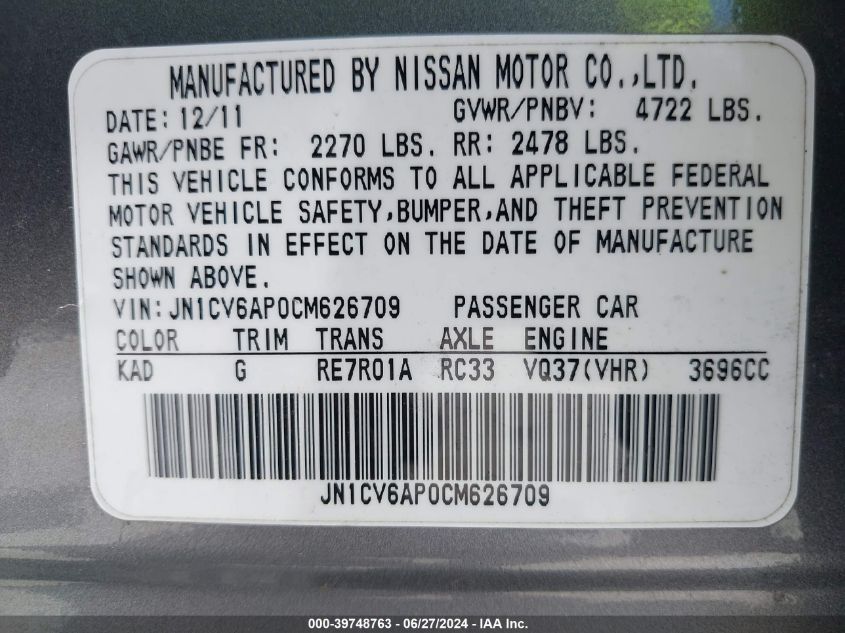 MANUFACTURED BY NISSAN MOTOR CO.,LTD.
DATE: 12/11 GVWR/PNBV: 4722 LBS.
GAWR/PNBE FR: 2270 LBS. RR: 2478 LBS.
THIS VEHICLE CONFORMS TO ALL APPLICABLE FEDERAL
MOTOR VEHICLE SAFETY,BUMPER,AND THEFT PREVENTION
STANDARDS IN EFFECT ON THE DATE OF MANUFACTURE
SHOWN ABOVE.
VIN:JN1CV6AP0CM626709 PASSENGER CAR
COLOR TRIM TRANS AXLE ENGINE
KAD G RE7R01A RC33 VQ37(VHR) 3696CC
JN1CV6AP0CM626709
000-39748763 - 06/27/2024 - IAA Inc.